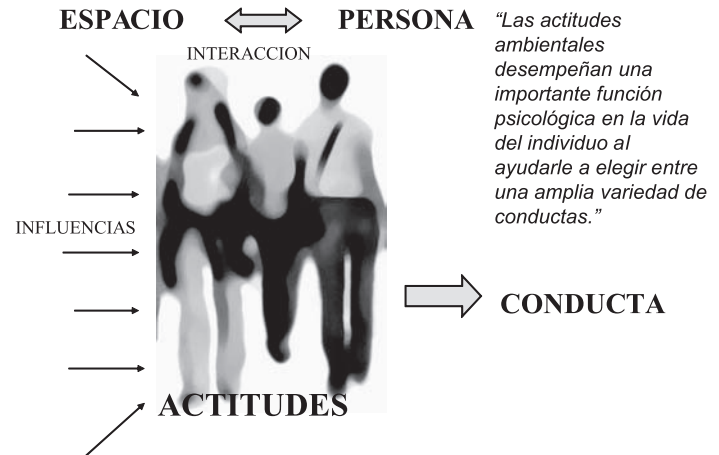 ESPACIO
PERSONA
INTERACCION
“Las actitudes
ambientales
desempeñan una
importante función
psicológica en la vida
del individuo al
ayudarle a elegir entre
una amplia variedad de
conductas.”
INFLUENCIAS
CONDUCTA
ACTITUDES